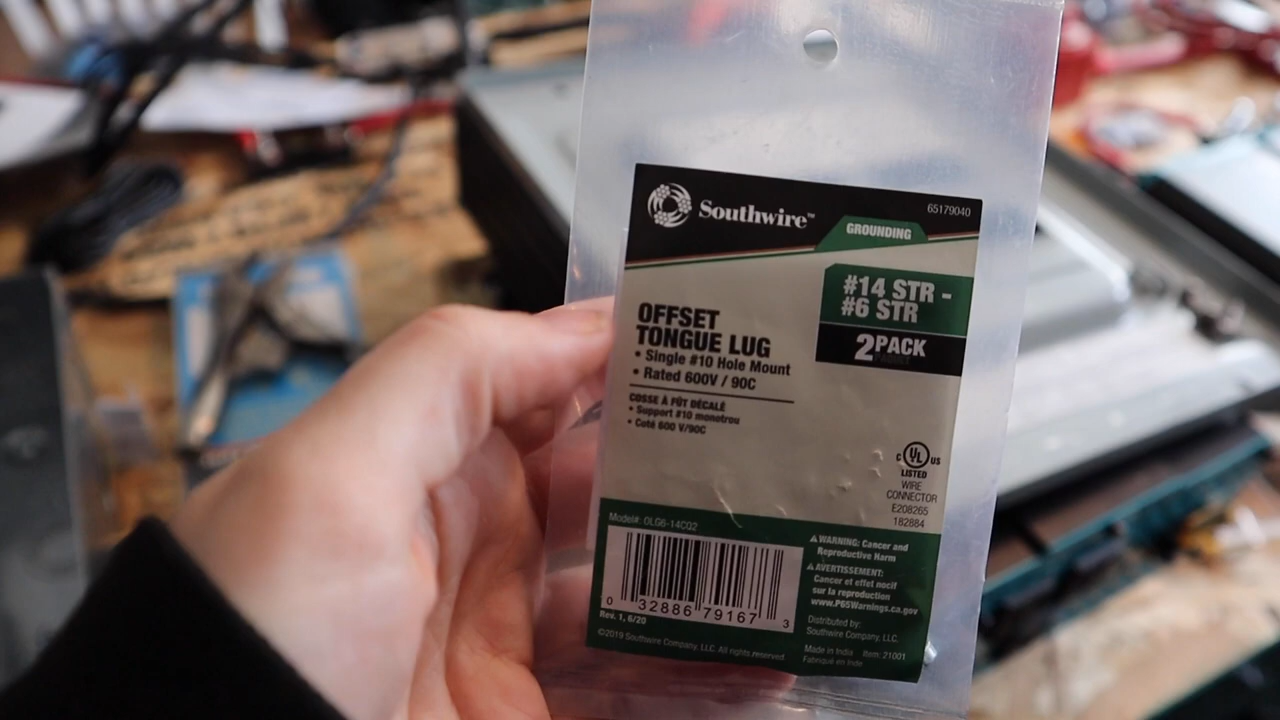 Southwire™
65179040
GROUNDING
#14 STR -
#6 STR
2PACK
OFFSET
TONGUE LUG
• Single #10 Hole Mount
• Rated 600V / 90C
COSSE À FÛT DÉCALÉ
• Support #10 monotrou
• Coté 600 V/90C
C UL US
LISTED
WIRE
CONNECTOR
E208265
182884
Model#: OLG6-14C02
0 32886 79167 3
Rev. 1, 6/20
©2019 Southwire Company, LLC. All rights reserved.
WARNING: Cancer and
Reproductive Harm
AVERTISSEMENT:
Cancer et effet nocif
sur la reproduction
www.P65Warnings.ca.gov
Distributed by:
Southwire Company, LLC.
Made in India Item: 21001
Fabriqué en Inde